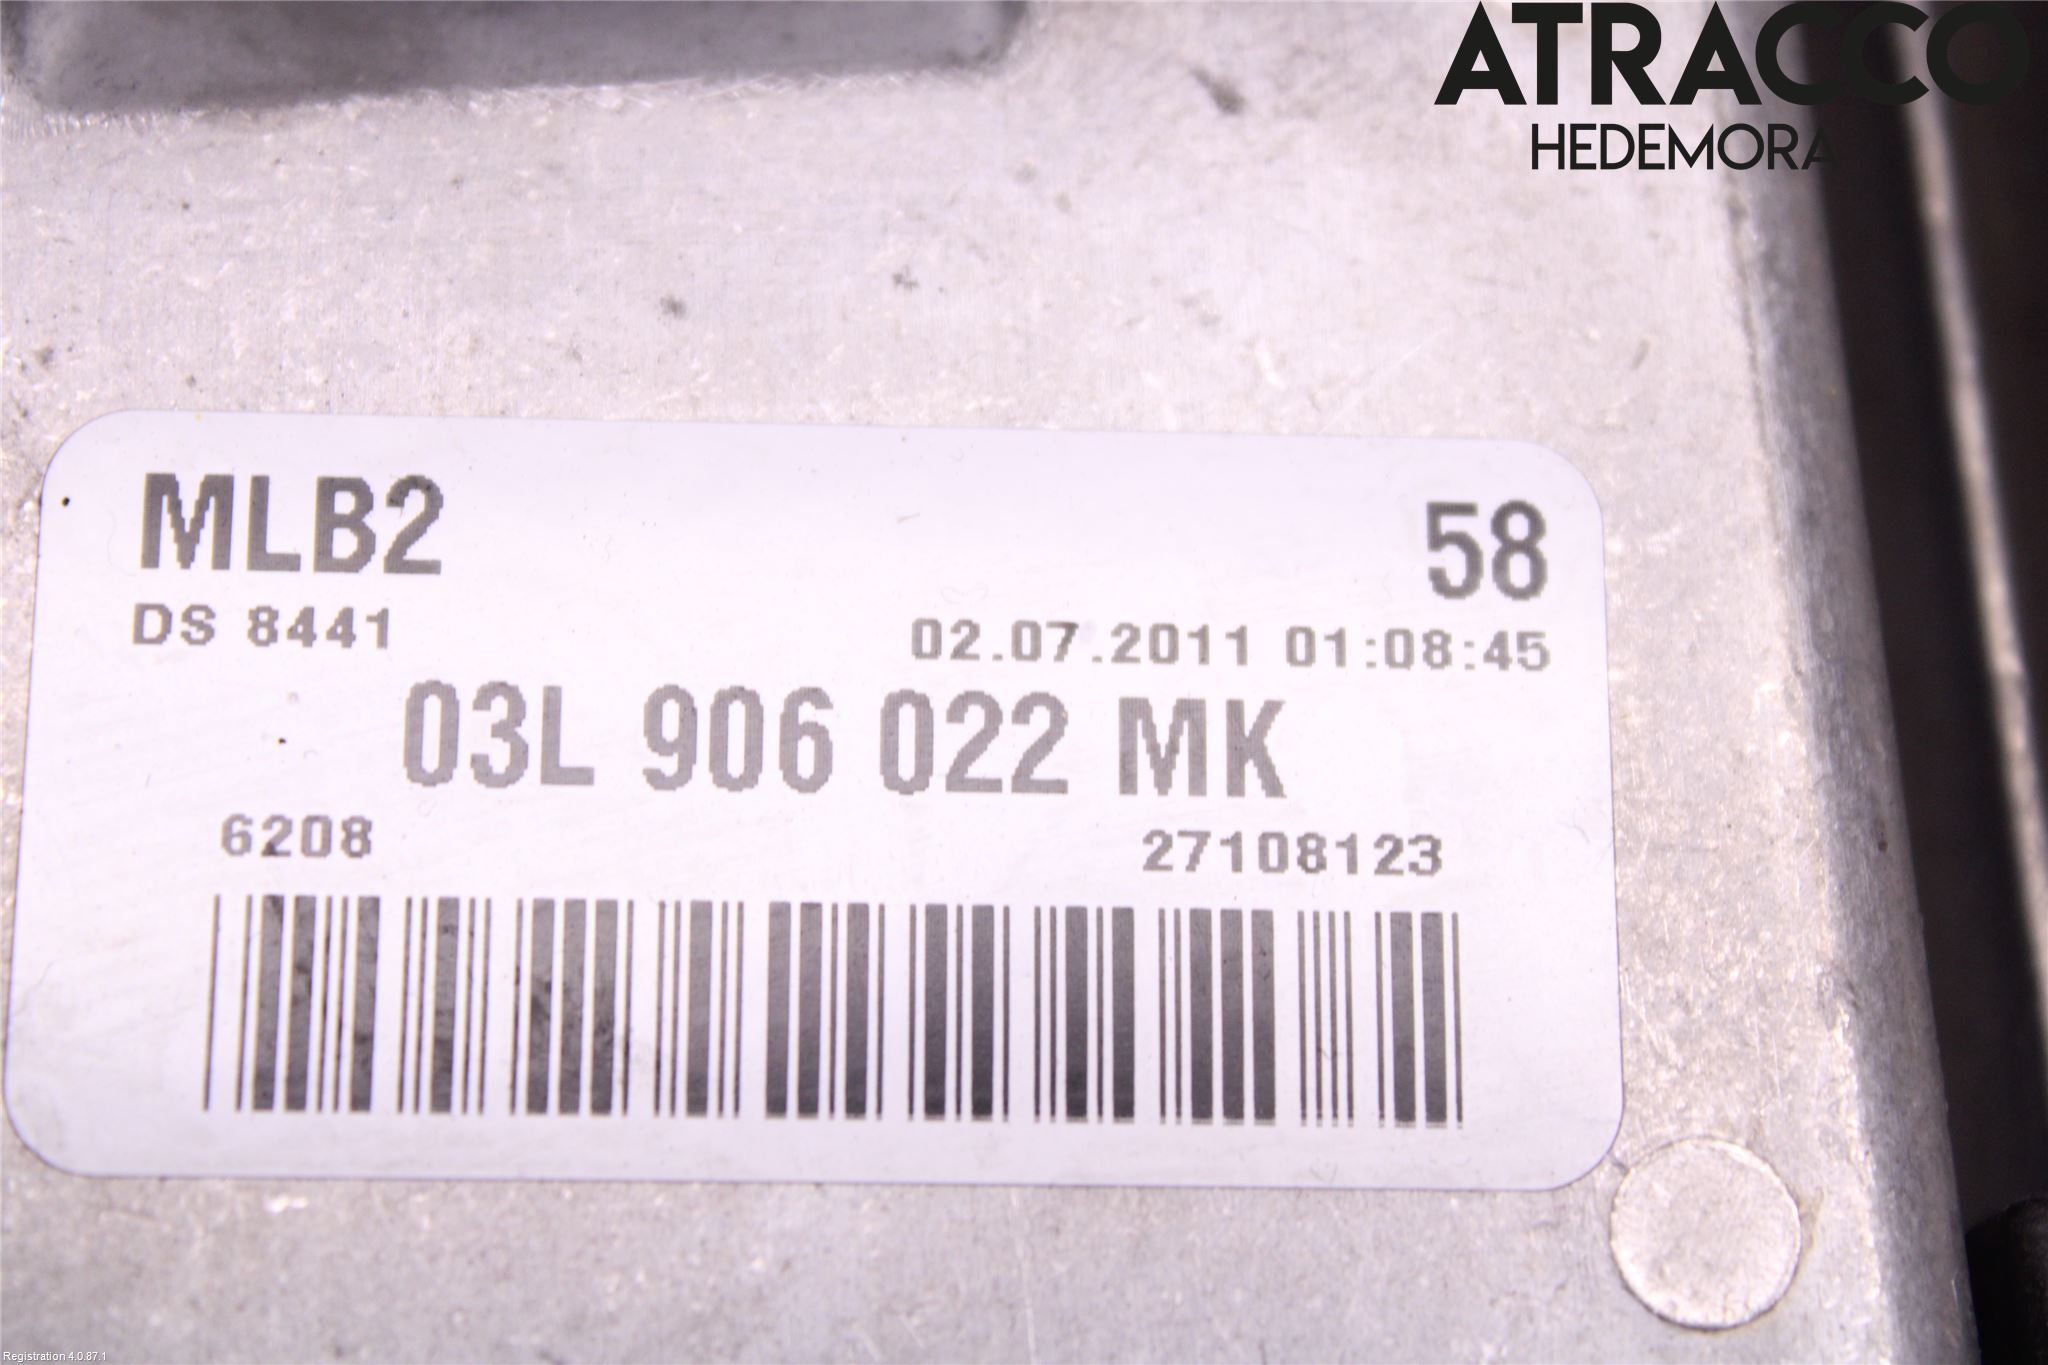 ATRACCO
HEDEMORA
MLB2 58
DS 8441 02.07.2011 01:08:45
03L 906 022 MK
6208 27108123
Registration 4.0.87.1